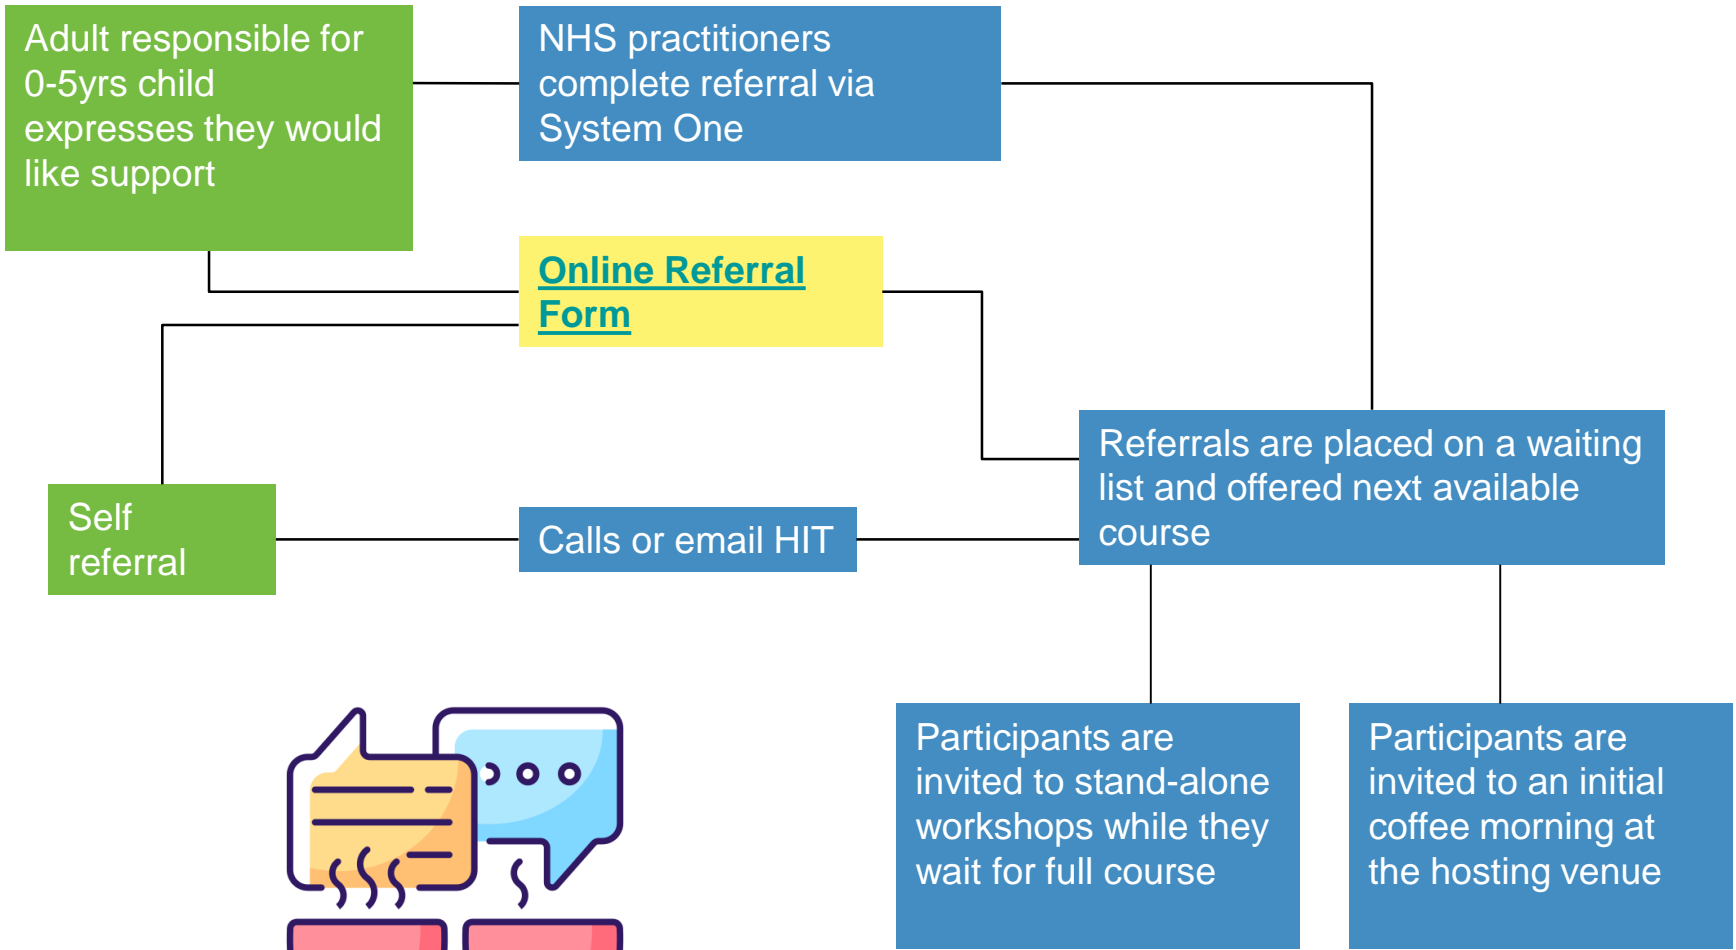 Adult responsible for
0-5yrs child
expresses they would
like support
NHS practitioners
complete referral via
System One
Online Referral
Form
Self
referral
Calls or email HIT
Referrals are placed on a waiting
list and offered next available
course
Participants are
invited to stand-alone
workshops while they
wait for full course
Participants are
invited to an initial
coffee morning at
the hosting venue